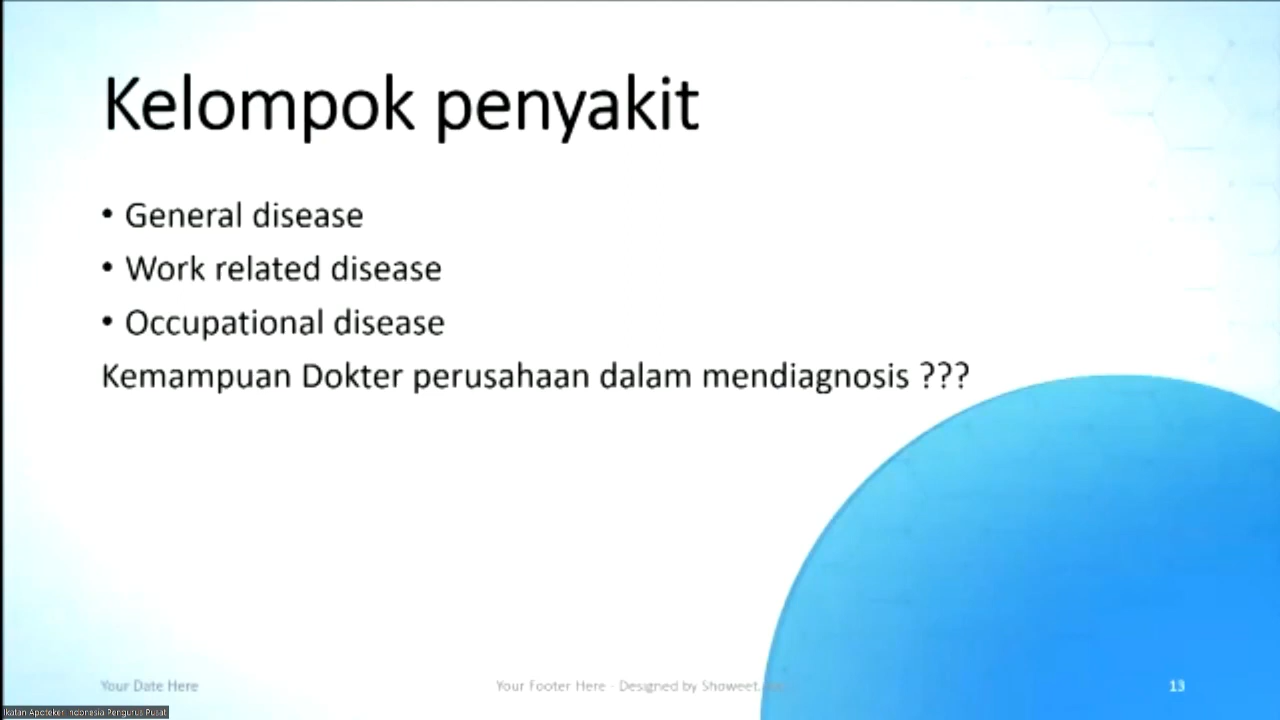 Kelompok penyakit
• General disease
• Work related disease
• Occupational disease
Kemampuan Dokter perusahaan dalam mendiagnosis ???
Your Date Here
Your Footer Here - Designed by Showeet.
13
Ikatan Apoteker Indonesia Pengurus Pusat